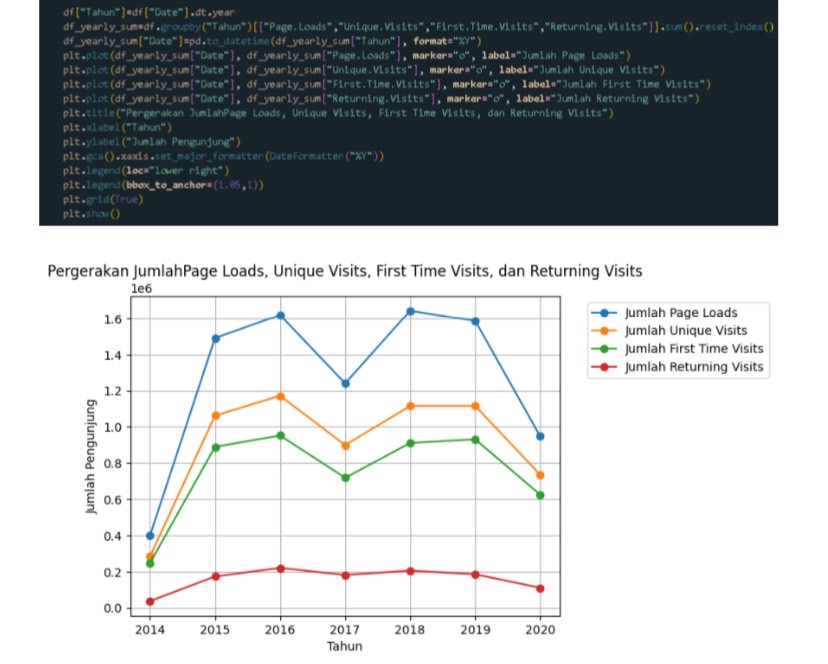 df["Tahun"]=df["Date"].dt.year
df_yearly_sum=df.groupby("Tahun")[["Page.Loads","Unique.Visits","First.Time.Visits","Returning.Visits"]].sum().reset_index()
df_yearly_sum["Date"]=pd.to_datetime(df_yearly_sum["Tahun"], format="%Y")
plt.plot(df_yearly_sum["Date"], df_yearly_sum["Page.Loads"], marker="o", label="Jumlah Page Loads")
plt.plot(df_yearly_sum["Date"], df_yearly_sum["Unique.Visits"], marker="o", label="Jumlah Unique Visits")
plt.plot(df_yearly_sum["Date"], df_yearly_sum["First.Time.Visits"], marker="o", label="Jumlah First Time Visits")
plt.plot(df_yearly_sum["Date"], df_yearly_sum["Returning.Visits"], marker="o", label="Jumlah Returning Visits")
plt.title("Pergerakan JumlahPage Loads, Unique Visits, First Time Visits, dan Returning Visits")
plt.xlabel("Tahun")
plt.ylabel("Jumlah Pengunjung")
plt.gca().xaxis.set_major_formatter(DateFormatter("%Y"))
plt.legend(loc="lower right")
plt.legend(bbox_to_anchor=(1.05,1))
plt.grid(True)
plt.show()
Pergerakan JumlahPage Loads, Unique Visits, First Time Visits, dan Returning Visits
1e6
1.6
1.4
1.2
1.0
0.8
0.6
0.4
0.2
0.0
Jumlah Pengunjung
2014 2015 2016 2017 2018 2019 2020
Tahun
Jumlah Page Loads
Jumlah Unique Visits
Jumlah First Time Visits
Jumlah Returning Visits